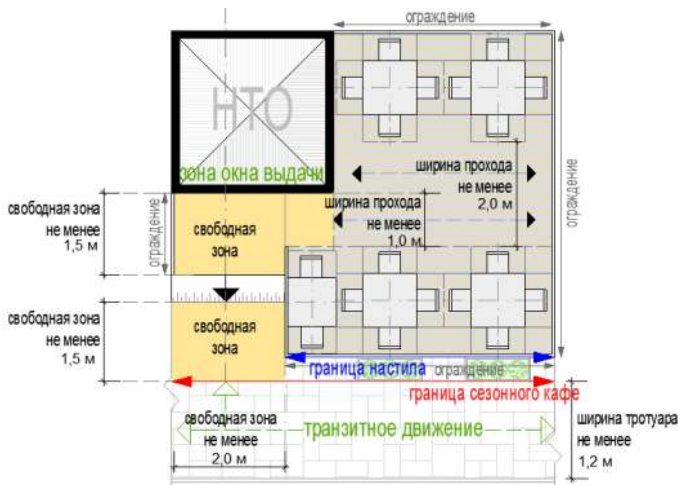 ограждение
НТО
зона окна выдачи
ширина прохода
не менее
2,0 м
ширина прохода
не менее
1,0 м
ограждение
ограждение
свободная зона
не менее
1,5 м
свободная
зона
свободная зона
не менее
1,5 м
свободная
зона
граница настила
ограждение
граница сезонного кафе
свободная зона
не менее
2,0 м
транзитное движение
ширина тротуара
не менее
1,2 м